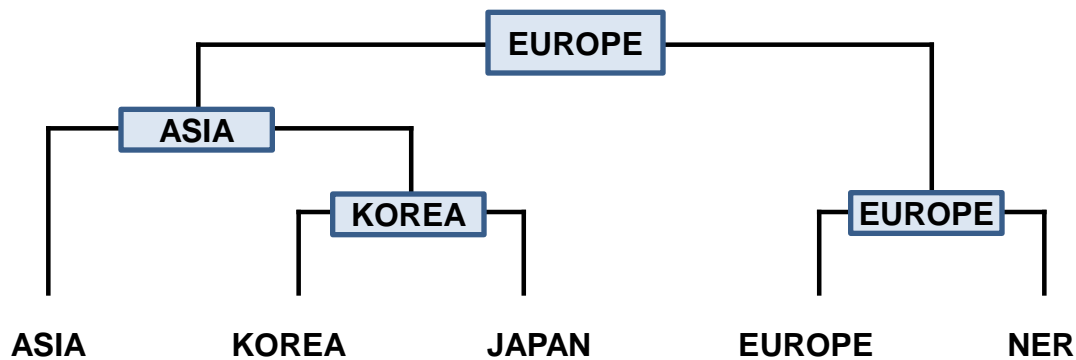 EUROPE
ASIA
KOREA
EUROPE
ASIA
KOREA
JAPAN
EUROPE
NER